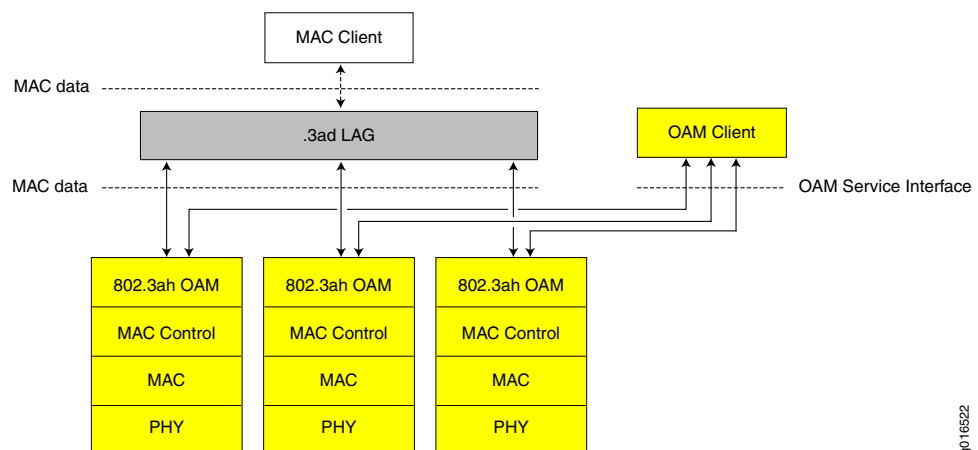 MAC Client
MAC data
.3ad LAG
OAM Client
MAC data
OAM Service Interface
802.3ah OAM
802.3ah OAM
802.3ah OAM
MAC Control
MAC Control
MAC Control
MAC
MAC
MAC
PHY
PHY
PHY
g016522